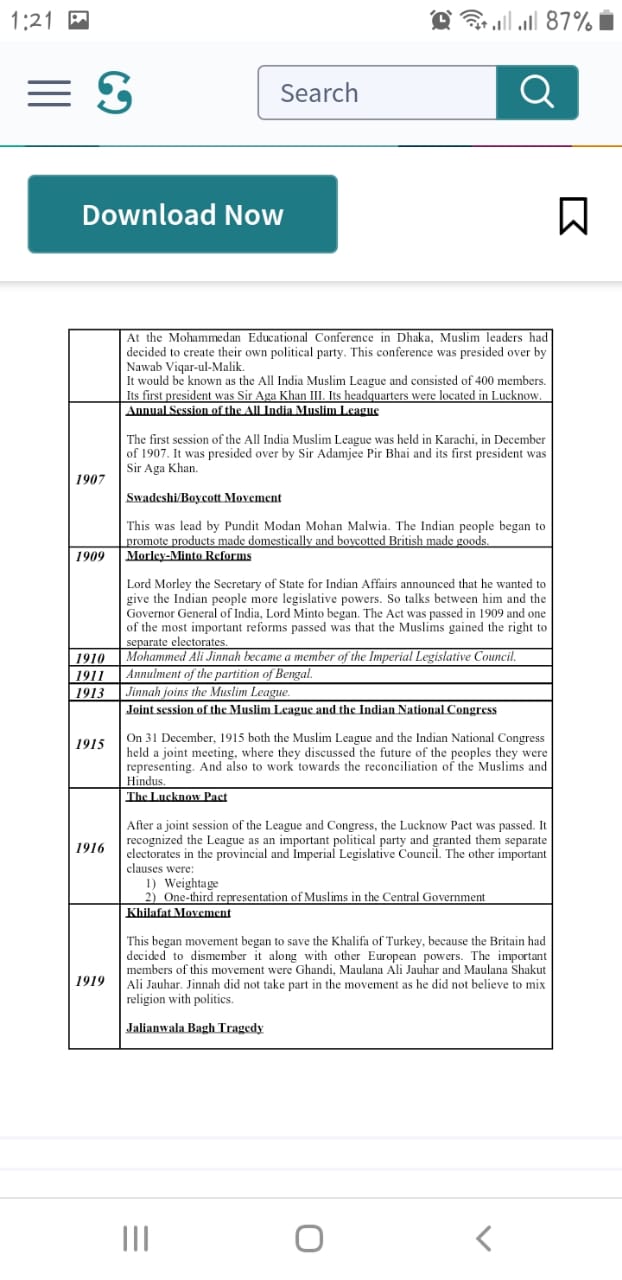 1:21
87%
Search
Download Now
At the Mohammedan Educational Conference in Dhaka, Muslim leaders had
decided to create their own political party. This conference was presided over by
Nawab Viqar-ul-Malik.
It would be known as the All India Muslim League and consisted of 400 members.
Its first president was Sir Aga Khan III. Its headquarters were located in Lucknow.
Annual Session of the All India Muslim League
The first session of the All India Muslim League was held in Karachi, in December
of 1907. It was presided over by Sir Adamjee Pir Bhai and its first president was
Sir Aga Khan.
1907
Swadeshi/Boycott Movement
This was lead by Pundit Modan Mohan Malwia. The Indian people began to
promote products made domestically and boycotted British made goods.
1909
Morley-Minto Reforms
Lord Morley the Secretary of State for Indian Affairs announced that he wanted to
give the Indian people more legislative powers. So talks between him and the
Governor General of India, Lord Minto began. The Act was passed in 1909 and one
of the most important reforms passed was that the Muslims gained the right to
separate electorates.
1910 Mohammed Ali Jinnah became a member of the Imperial Legislative Council.
1911 Annulment of the partition of Bengal.
1913 Jinnah joins the Muslim League.
Joint session of the Muslim League and the Indian National Congress
1915
On 31 December, 1915 both the Muslim League and the Indian National Congress
held a joint meeting, where they discussed the future of the peoples they were
representing. And also to work towards the reconciliation of the Muslims and
Hindus.
The Lucknow Pact
1916
After a joint session of the League and Congress, the Lucknow Pact was passed. It
recognized the League as an important political party and granted them separate
electorates in the provincial and Imperial Legislative Council. The other important
clauses were:
1) Weightage
2) One-third representation of Muslims in the Central Government
Khilafat Movement
1919
This began movement began to save the Khalifa of Turkey, because the Britain had
decided to dismember it along with other European powers. The important
members of this movement were Ghandi, Maulana Ali Jauhar and Maulana Shakut
Ali Jauhar. Jinnah did not take part in the movement as he did not believe to mix
religion with politics.
Jalianwala Bagh Tragedy